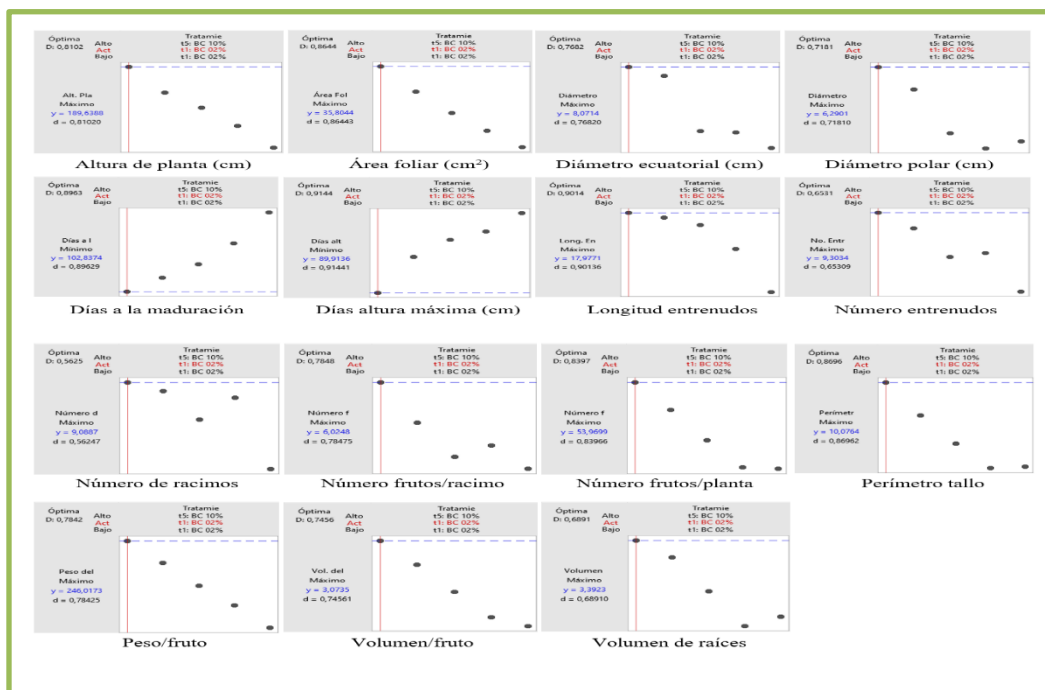 Óptima
D: 0,8102
Alto
Act
Bajo
Tratamie
t5: BC 10%
t1: BC 02%
t1: BC 02%
Alt. Pla
Máximo
y = 189,6388
d = 0,81020
Altura de planta (cm)
Óptima
D: 0,8644
Alto
Act
Bajo
Tratamie
t5: BC 10%
t1: BC 02%
t1: BC 02%
Área Fol
Máximo
y = 35,8044
d = 0,86443
Área foliar (cm²)
Óptima
D: 0,7682
Alto
Act
Bajo
Tratamie
t5: BC 10%
t1: BC 02%
t1: BC 02%
Diámetro
Máximo
y = 8,0714
d = 0,76820
Diámetro ecuatorial (cm)
Óptima
D: 0,7181
Alto
Act
Bajo
Tratamie
t5: BC 10%
t1: BC 02%
t1: BC 02%
Diámetro
Máximo
y = 6,2901
d = 0,71810
Diámetro polar (cm)
Óptima
D: 0,8963
Alto
Act
Bajo
Tratamie
t5: BC 10%
t1: BC 02%
t1: BC 02%
Días a l
Mínimo
y = 102,8374
d = 0,89629
Días a la maduración
Óptima
D: 0,9144
Alto
Act
Bajo
Tratamie
t5: BC 10%
t1: BC 02%
t1: BC 02%
Días alt
Mínimo
y = 89,9136
d = 0,91441
Días altura máxima (cm)
Óptima
D: 0,9014
Alto
Act
Bajo
Tratamie
t5: BC 10%
t1: BC 02%
t1: BC 02%
Long. En
Máximo
y = 17,9771
d = 0,90136
Longitud entrenudos
Óptima
D: 0,6531
Alto
Act
Bajo
Tratamie
t5: BC 10%
t1: BC 02%
t1: BC 02%
No. Entr
Máximo
y = 9,3034
d = 0,65309
Número entrenudos
Óptima
D: 0,5625
Alto
Act
Bajo
Tratamie
t5: BC 10%
t1: BC 02%
t1: BC 02%
Número d
Máximo
y = 9,0887
d = 0,56247
Número de racimos
Óptima
D: 0,7848
Alto
Act
Bajo
Tratamie
t5: BC 10%
t1: BC 02%
t1: BC 02%
Número f
Máximo
y = 6,0248
d = 0,78475
Número frutos/racimo
Óptima
D: 0,8397
Alto
Act
Bajo
Tratamie
t5: BC 10%
t1: BC 02%
t1: BC 02%
Número f
Máximo
y = 53,9699
d = 0,83966
Número frutos/planta
Óptima
D: 0,8696
Alto
Act
Bajo
Tratamie
t5: BC 10%
t1: BC 02%
t1: BC 02%
Perímetr
Máximo
y = 10,0764
d = 0,86962
Perímetro tallo
Óptima
D: 0,7842
Alto
Act
Bajo
Tratamie
t5: BC 10%
t1: BC 02%
t1: BC 02%
Peso del
Máximo
y = 246,0173
d = 0,78425
Peso/fruto
Óptima
D: 0,7456
Alto
Act
Bajo
Tratamie
t5: BC 10%
t1: BC 02%
t1: BC 02%
Vol. del
Máximo
y = 3,0735
d = 0,74561
Volumen/fruto
Óptima
D: 0,6891
Alto
Act
Bajo
Tratamie
t5: BC 10%
t1: BC 02%
t1: BC 02%
Volumen
Máximo
y = 3,3923
d = 0,68910
Volumen de raíces